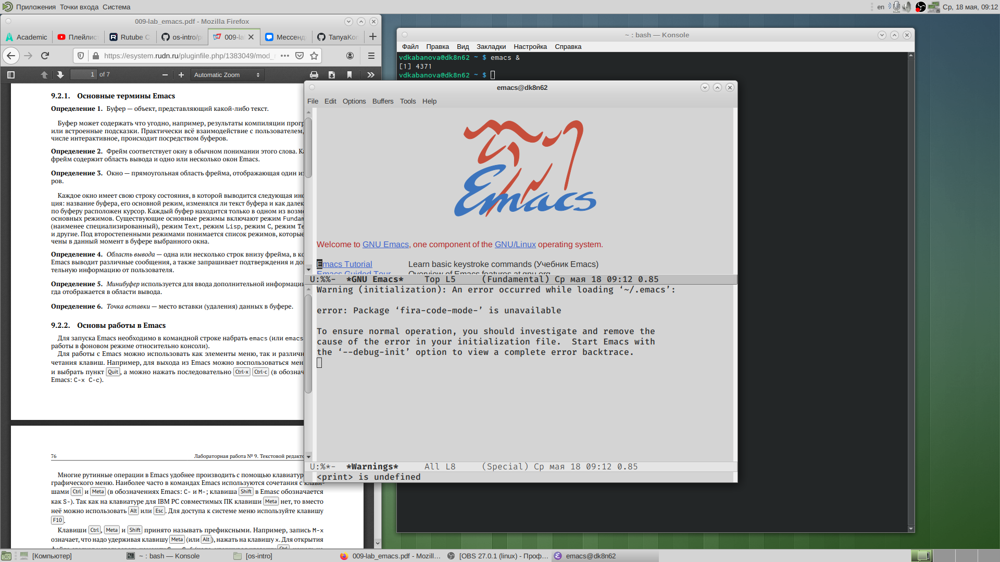 Приложения Точки входа Система
en
Ср, 18 мая, 09:12
009-lab_emacs.pdf - Mozilla Firefox
Academic
Плейлис
Rutube C
os-intro/p
009-la
Мессенд
TanyaKo
https://esystem.rudn.ru/pluginfile.php/1383049/mod_
1 of 7
Automatic Zoom
9.2.1. Основные термины Emacs
Определение 1. Буфер — объект, представляющий какой-либо текст.
Буфер может содержать что угодно, например, результаты компиляции прогр
или встроенные подсказки. Практически всё взаимодействие с пользователем,
числе интерактивное, происходит посредством буферов.
Определение 2. Фрейм соответствует окну в обычном понимании этого слова. Ка
фрейм содержит область вывода и одно или несколько окон Emacs.
Определение 3. Окно — прямоугольная область фрейма, отображающая один из
ров.
Каждое окно имеет свою строку состояния, в которой выводится следующая ин
ция: название буфера, его основной режим, изменялся ли текст буфера и как далек
по буферу расположен курсор. Каждый буфер находится только в одном из возмо
основных режимов. Существующие основные режимы включают режим Fundam
(наименее специализированный), режим Text, режим Lisp, режим C, режим Te
и другие. Под второстепенными режимами понимается список режимов, которые
чены в данный момент в буфере выбранного окна.
Определение 4. Область вывода — одна или несколько строк внизу фрейма, в ко
Emacs выводит различные сообщения, а также запрашивает подтверждения и до
тельную информацию от пользователя.
Определение 5. Минибуфер используется для ввода дополнительной информации
гда отображается в области вывода.
Определение 6. Точка вставки — место вставки (удаления) данных в буфере.
9.2.2. Основы работы в Emacs
Для запуска Emacs необходимо в командной строке набрать emacs (или emacs
работы в фоновом режиме относительно консоли).
Для работы с Emacs можно использовать как элементы меню, так и различн
четания клавиш. Например, для выхода из Emacs можно воспользоваться мен
и выбрать пункт Quit, а можно нажать последовательно Ctrl-x Ctrl-c (в обознач
Emacs: C-x C-c).
76
Лабораторная работа № 9. Текстовой редакто
Многие рутинные операции в Emacs удобнее производить с помощью клавиатур
графического меню. Наиболее часто в командах Emacs используются сочетания с клави-
шами Ctrl и Meta (в обозначениях Emacs: C- и M-; клавиша Shift в Emasc обозначается
как S-). Так как на клавиатуре для IBM PC совместимых ПК клавиши Meta нет, то вместо
неё можно использовать Alt или Esc. Для доступа к системе меню используйте клавишу
F10.
Клавиши Ctrl, Meta и Shift принято называть префиксными. Например, запись M-x
означает, что надо удерживая клавишу Meta (или Alt), нажать на клавишу x. Для открытия
~ : bash — Konsole
Файл Правка Вид Закладки Настройка Справка
vdkabanova@dk8n62 ~ $ emacs &
[1] 4371
vdkabanova@dk8n62 ~ $
emacs@dk8n62
File Edit Options Buffers Tools Help
Emacs
Welcome to GNU Emacs, one component of the GNU/Linux operating system.
Emacs Tutorial Learn basic keystroke commands (Учебник Emacs)
Emacs Guided Tour Overview of Emacs features at gnu.org
U:%%- *GNU Emacs* Top L5 (Fundamental) Ср мая 18 09:12 0.85
Warning (initialization): An error occurred while loading ‘~/.emacs’:
error: Package ‘fira-code-mode-’ is unavailable
To ensure normal operation, you should investigate and remove the
cause of the error in your initialization file. Start Emacs with
the ‘--debug-init’ option to view a complete error backtrace.
U:%*- *Warnings* All L8 (Special) Ср мая 18 09:12 0.85
<print> is undefined
[Компьютер]
~ : bash — Konsole
[os-intro]
009-lab_emacs.pdf - Mozill...
[OBS 27.0.1 (linux) - Проф...
emacs@dk8n62